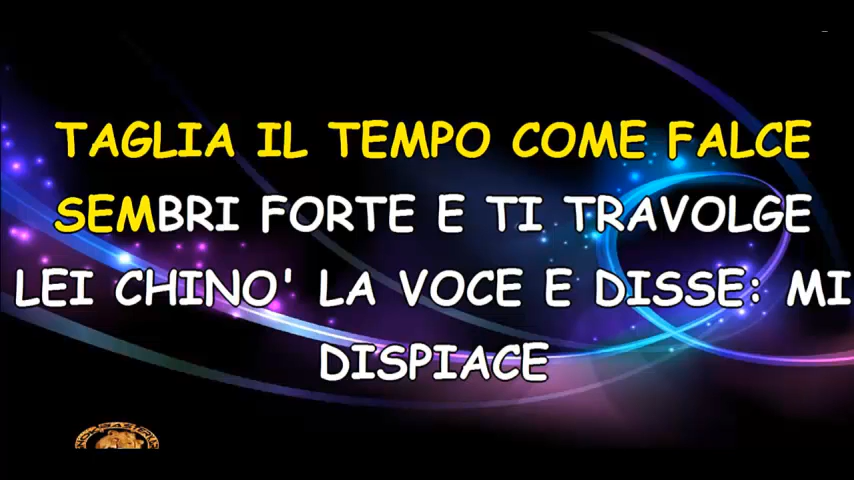 TAGLIA IL TEMPO COME FALCE
SEMBRI FORTE E TI TRAVOLGE
LEI CHINO' LA VOCE E DISSE: MI
DISPIACE